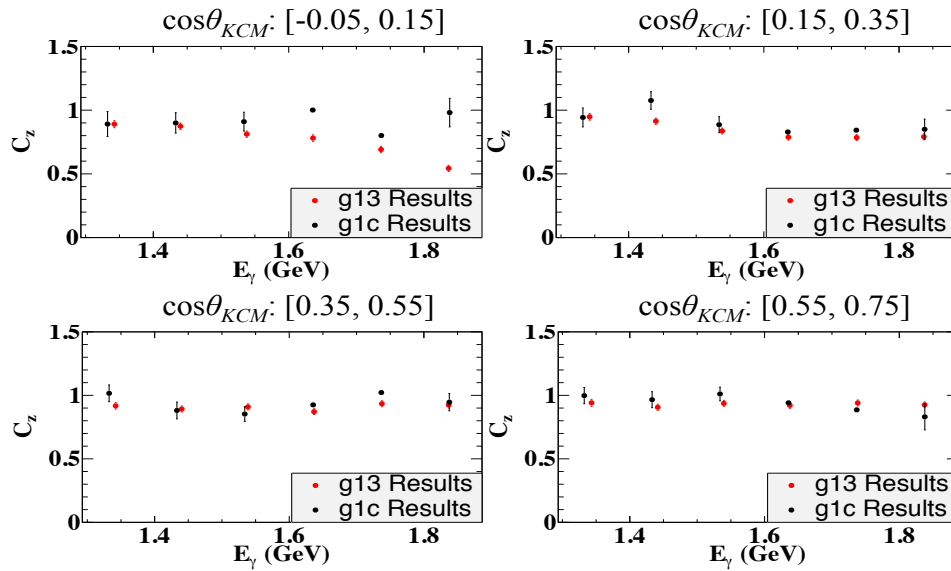 cosθKCM: [-0.05, 0.15]
1.5
1
0.5
0
Cz
g13 Results
g1c Results
1.4 1.6 1.8
Eγ (GeV)
cosθKCM: [0.15, 0.35]
1.5
1
0.5
0
Cz
g13 Results
g1c Results
1.4 1.6 1.8
Eγ (GeV)
cosθKCM: [0.35, 0.55]
1.5
1
0.5
0
Cz
g13 Results
g1c Results
1.4 1.6 1.8
Eγ (GeV)
cosθKCM: [0.55, 0.75]
1.5
1
0.5
0
Cz
g13 Results
g1c Results
1.4 1.6 1.8
Eγ (GeV)